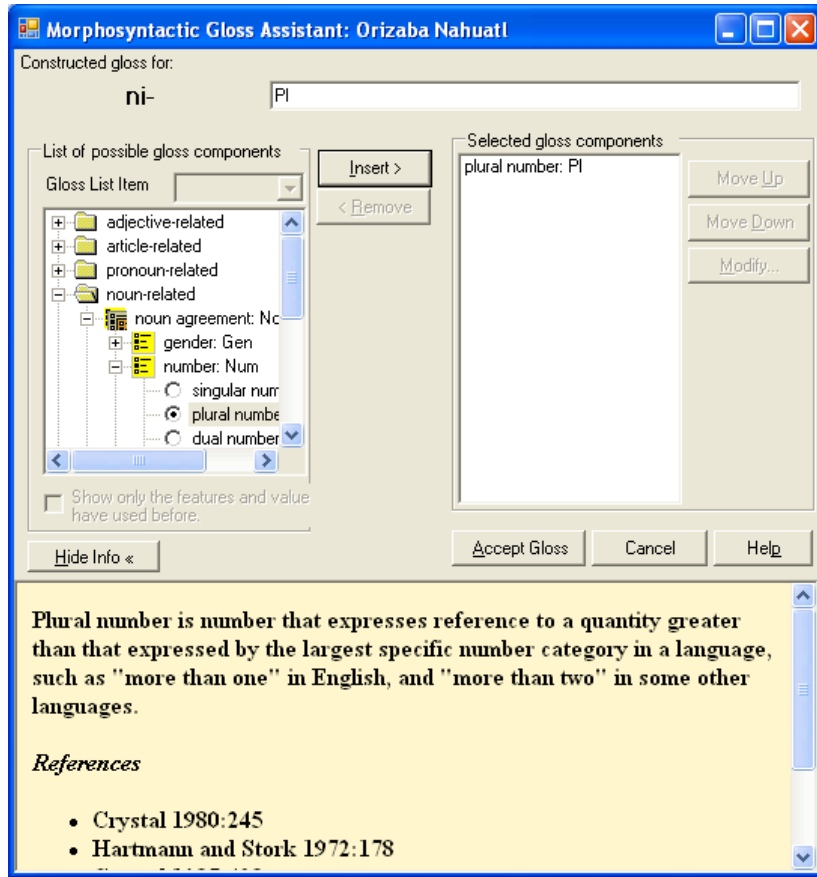 Morphosyntactic Gloss Assistant: Orizaba Nahuatl
Constructed gloss for:
ni-
Pl
List of possible gloss components
Gloss List Item
adjective-related
article-related
pronoun-related
noun-related
noun agreement: Nc
gender: Gen
number: Num
singular num
plural numbe
dual number
Show only the features and value
have used before.
Hide Info «
Insert >
< Remove
Selected gloss components
plural number: Pl
Move Up
Move Down
Modify...
Accept Gloss
Cancel
Help
Plural number is number that expresses reference to a quantity greater
than that expressed by the largest specific number category in a language,
such as "more than one" in English, and "more than two" in some other
languages.
References
• Crystal 1980:245
• Hartmann and Stork 1972:178